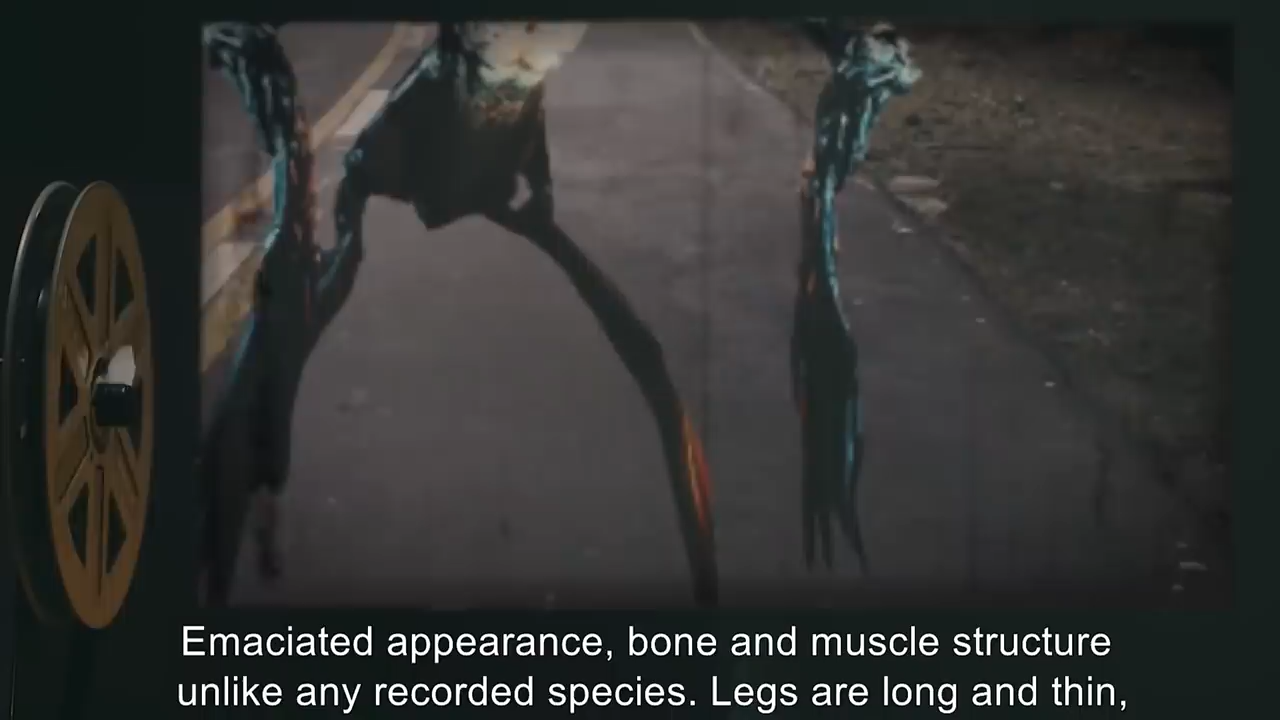 Emaciated appearance, bone and muscle structure
unlike any recorded species. Legs are long and thin,